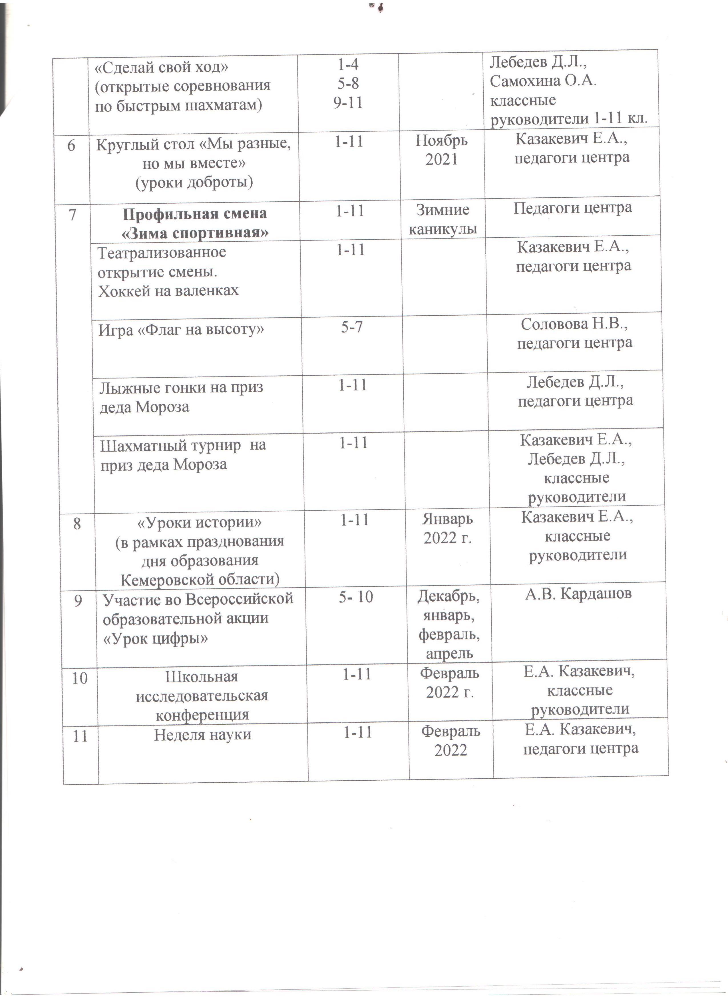 «Сделай свой ход»
(открытые соревнования
по быстрым шахматам)
1-4
5-8
9-11
Лебедев Д.Л.,
Самохина О.А.
классные
руководители 1-11 кл.
6
Круглый стол «Мы разные,
но мы вместе»
(уроки доброты)
1-11
Ноябрь
2021
Казакевич Е.А.,
педагоги центра
7
Профильная смена
«Зима спортивная»
1-11
Зимние
каникулы
Педагоги центра
Театрализованное
открытие смены.
Хоккей на валенках
1-11
Казакевич Е.А.,
педагоги центра
Игра «Флаг на высоту»
5-7
Соловова Н.В.,
педагоги центра
Лыжные гонки на приз
деда Мороза
1-11
Лебедев Д.Л.,
педагоги центра
Шахматный турнир  на
приз деда Мороза
1-11
Казакевич Е.А.,
Лебедев Д.Л.,
классные
руководители
8
«Уроки истории»
(в рамках празднования
дня образования
Кемеровской области)
1-11
Январь
2022 г.
Казакевич Е.А.,
классные
руководители
9
Участие во Всероссийской
образовательной акции
«Урок цифры»
5- 10
Декабрь,
январь,
февраль,
апрель
А.В. Кардашов
10
Школьная
исследовательская
конференция
1-11
Февраль
2022 г.
Е.А. Казакевич,
классные
руководители
11
Неделя науки
1-11
Февраль
2022
Е.А. Казакевич,
педагоги центра